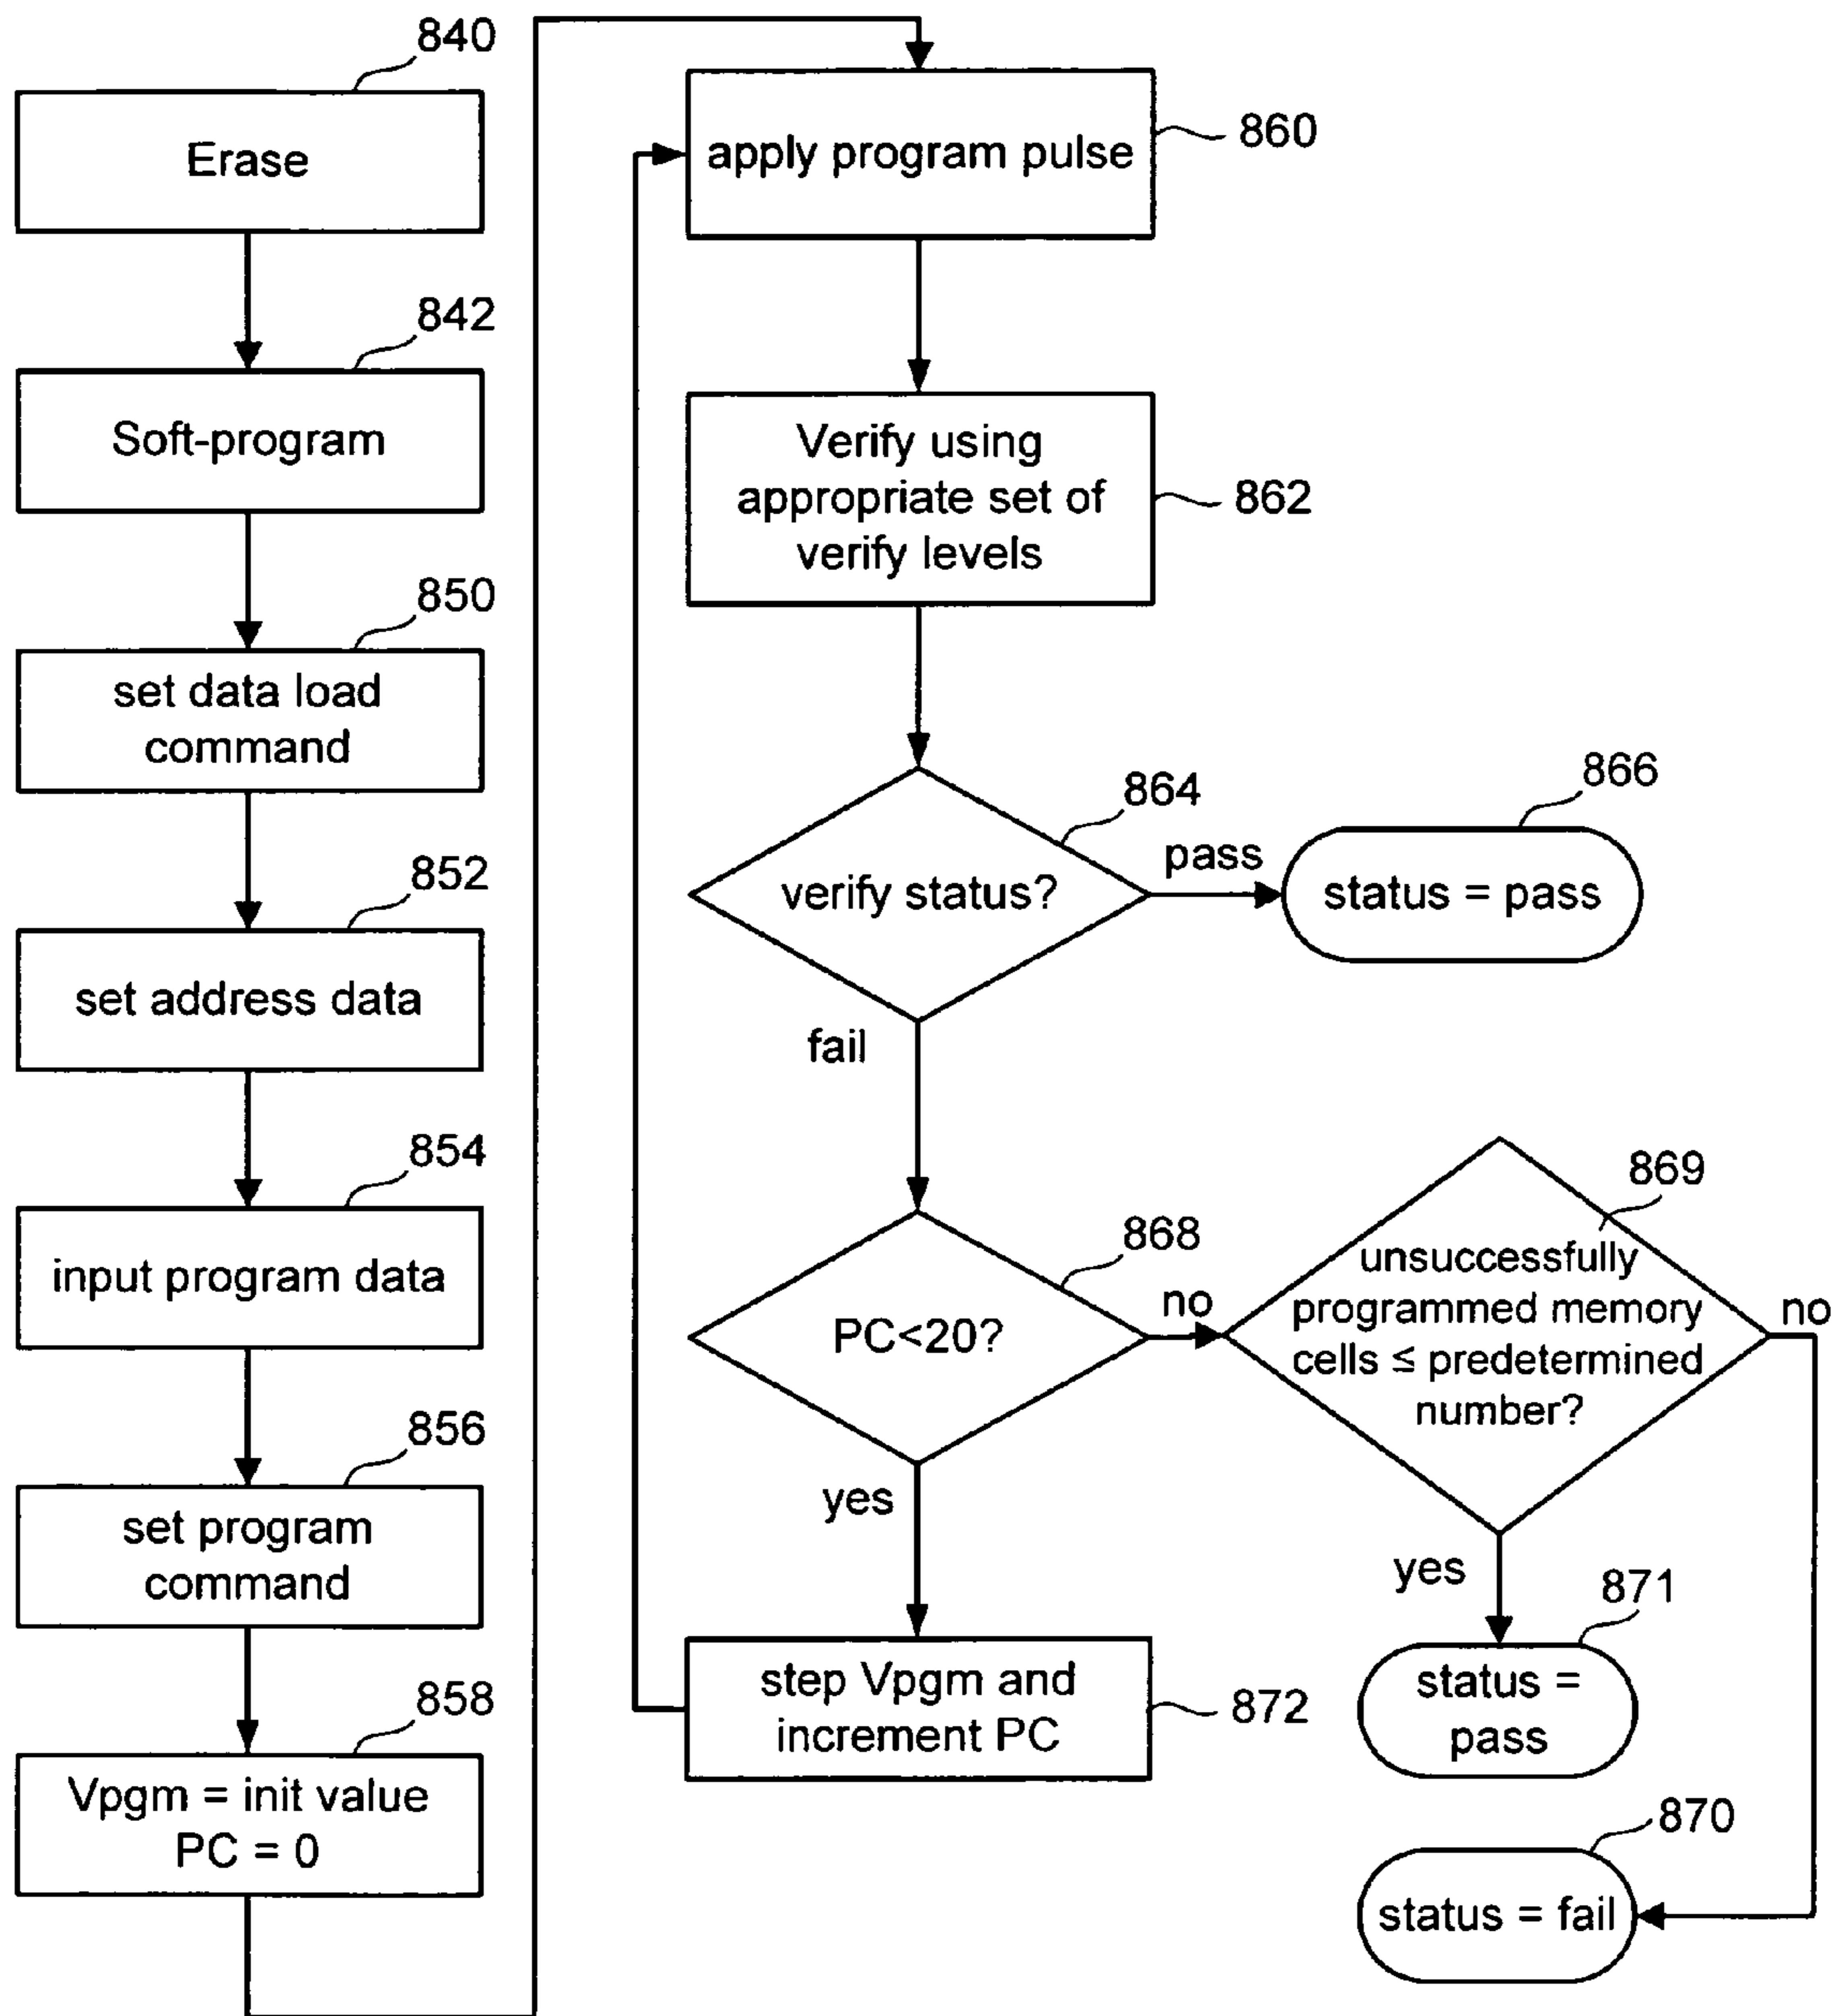 840
Erase
842
Soft-program
850
set data load
command
852
set address data
854
input program data
856
set program
command
858
Vpgm = init value
PC = 0
860
apply program pulse
862
Verify using
appropriate set of
verify levels
864
verify status?
pass
866
status = pass
fail
868
PC<20?
no
869
unsuccessfully
programmed memory
cells ≤ predetermined
number?
no
yes
872
step Vpgm and
increment PC
yes
871
status =
pass
870
status = fail